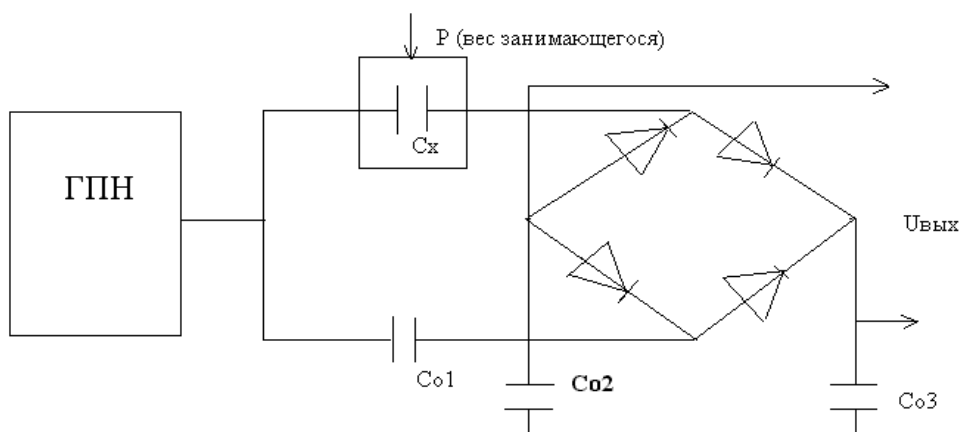 P (вес занимающегося)
ГПН
Cx
Uвых
Co1
Co2
Co3